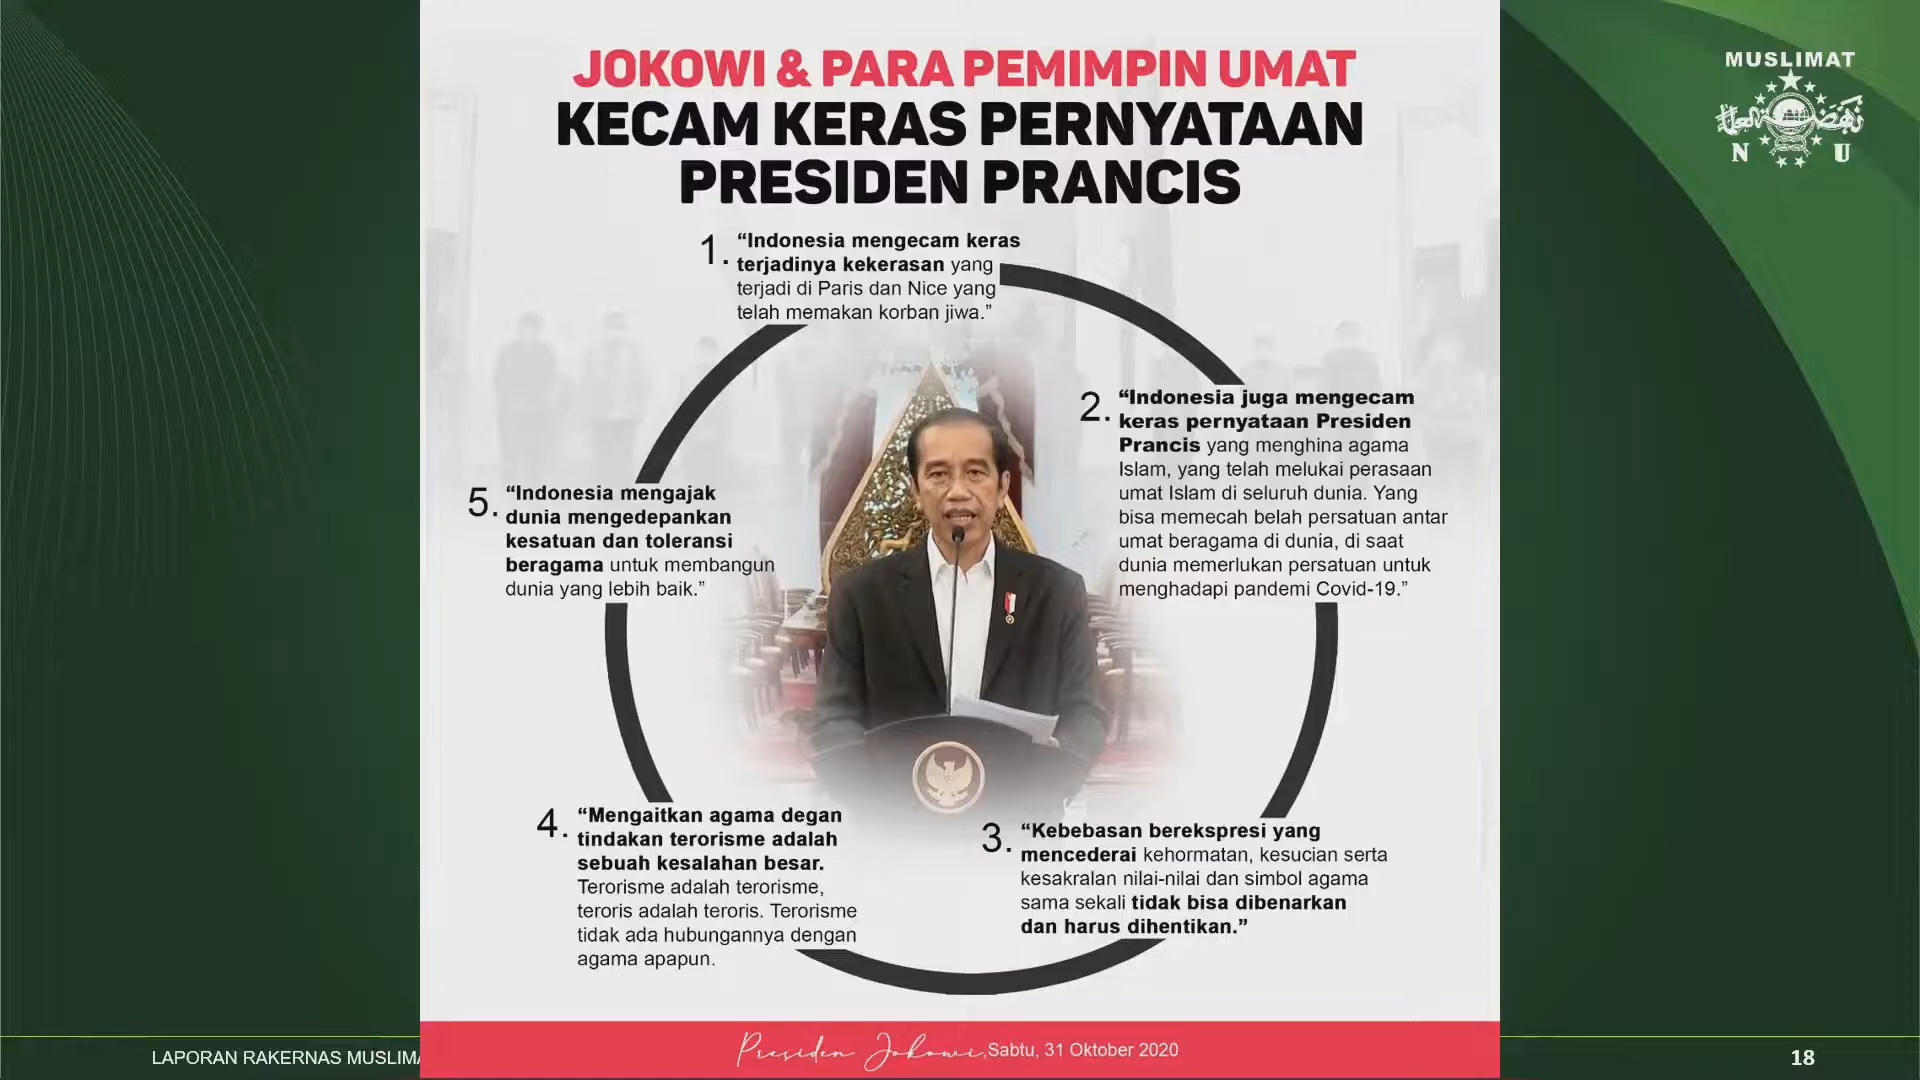 MUSLIMAT
نهضة العلماء
N U
JOKOWI & PARA PEMIMPIN UMAT
KECAM KERAS PERNYATAAN
PRESIDEN PRANCIS
1. “Indonesia mengecam keras
terjadinya kekerasan yang
terjadi di Paris dan Nice yang
telah memakan korban jiwa.”
2. “Indonesia juga mengecam
keras pernyataan Presiden
Prancis yang menghina agama
Islam, yang telah melukai perasaan
umat Islam di seluruh dunia. Yang
bisa memecah belah persatuan antar
umat beragama di dunia, di saat
dunia memerlukan persatuan untuk
menghadapi pandemi Covid-19.”
3. “Kebebasan berekspresi yang
mencederai kehormatan, kesucian serta
kesakralan nilai-nilai dan simbol agama
sama sekali tidak bisa dibenarkan
dan harus dihentikan.”
4. “Mengaitkan agama degan
tindakan terorisme adalah
sebuah kesalahan besar.
Terorisme adalah terorisme,
teroris adalah teroris. Terorisme
tidak ada hubungannya dengan
agama apapun.
5. “Indonesia mengajak
dunia mengedepankan
kesatuan dan toleransi
beragama untuk membangun
dunia yang lebih baik.”
Presiden Jokowi,Sabtu, 31 Oktober 2020
LAPORAN RAKERNAS MUSLIMA
18